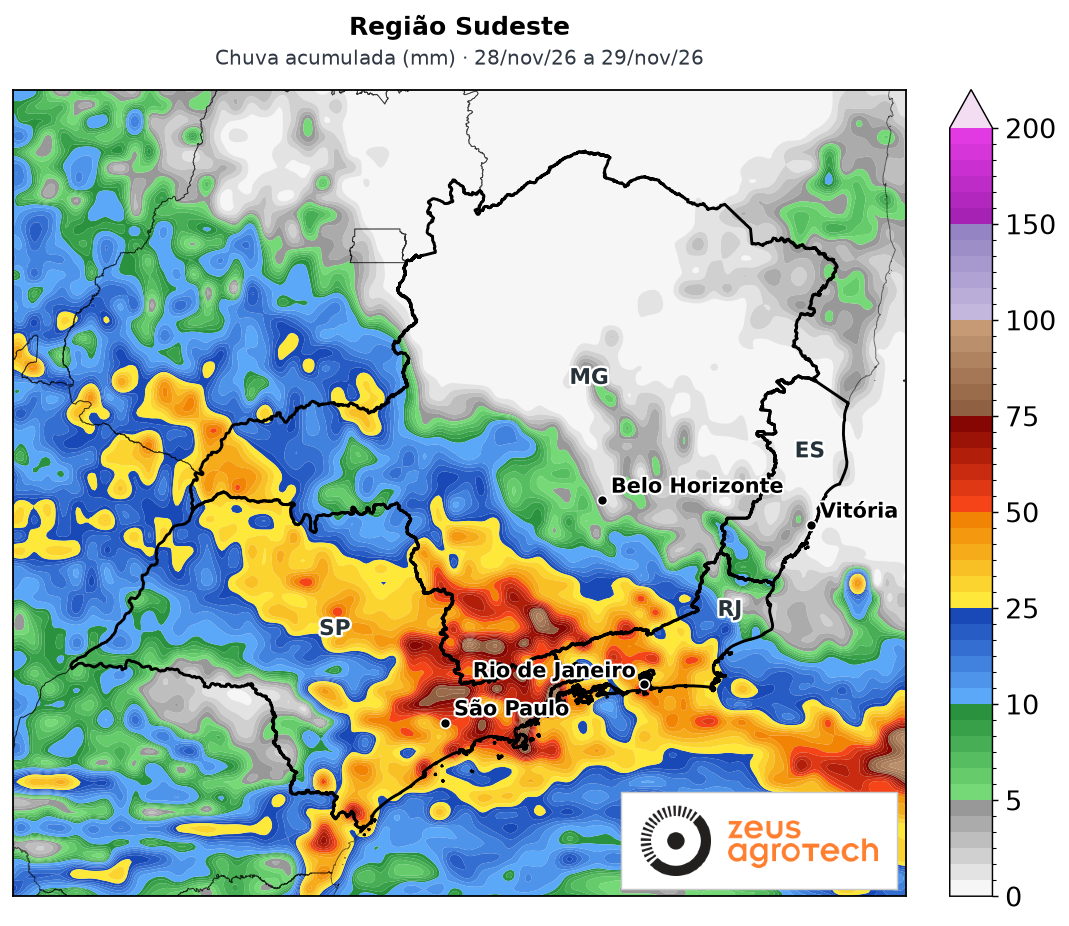 Região Sudeste
Chuva acumulada (mm) · 28/nov/26 a 29/nov/26
200
150
100
75
50
25
10
5
0
MG
ES
Belo Horizonte
Vitória
RJ
SP
Rio de Janeiro
São Paulo
zeus
agrotech